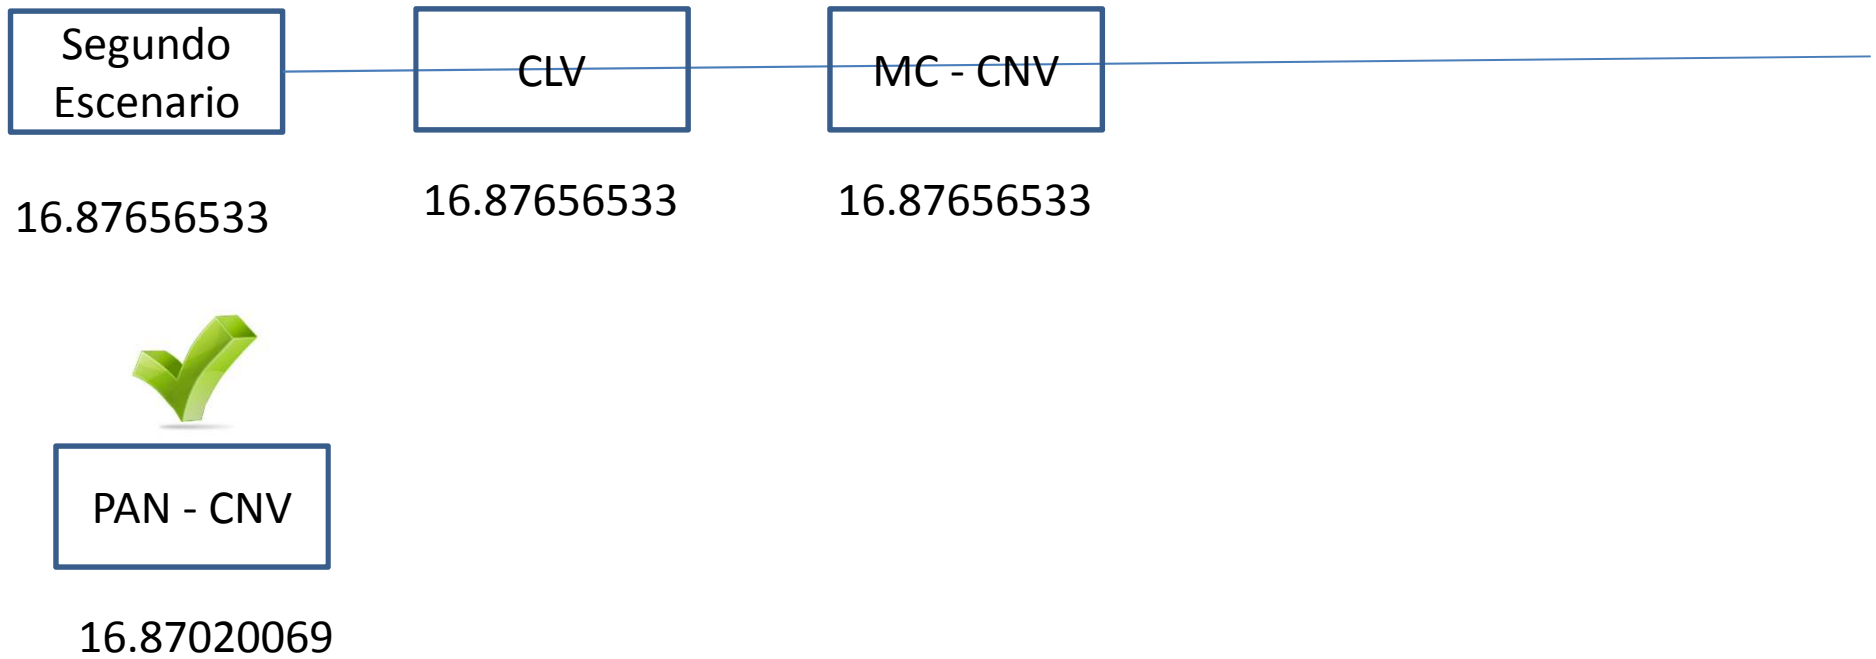 Segundo
Escenario
CLV
MC - CNV
16.87656533
16.87656533
16.87656533
PAN - CNV
16.87020069